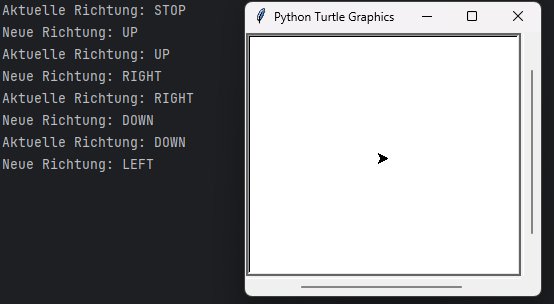 Aktuelle Richtung: STOP
Neue Richtung: UP
Aktuelle Richtung: UP
Neue Richtung: RIGHT
Aktuelle Richtung: RIGHT
Neue Richtung: DOWN
Aktuelle Richtung: DOWN
Neue Richtung: LEFT
Python Turtle Graphics